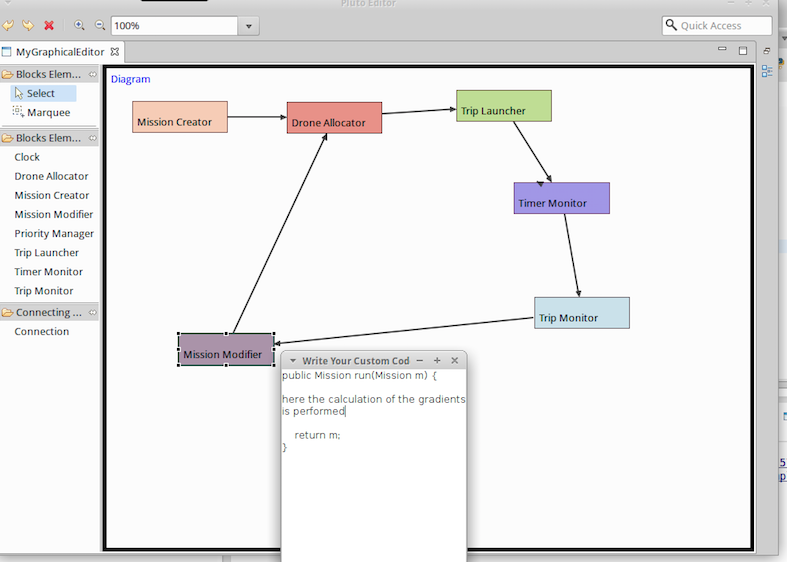 Pluto Editor
100%
Quick Access
MyGraphicalEditor
Blocks Elem...
Select
Marquee
Blocks Elem...
Clock
Drone Allocator
Mission Creator
Mission Modifier
Priority Manager
Trip Launcher
Timer Monitor
Trip Monitor
Connecting ...
Connection
Diagram
Mission Creator
Drone Allocator
Trip Launcher
Timer Monitor
Trip Monitor
Mission Modifier
Write Your Custom Cod
public Mission run(Mission m) {
here the calculation of the gradients
is performed
return m;
}